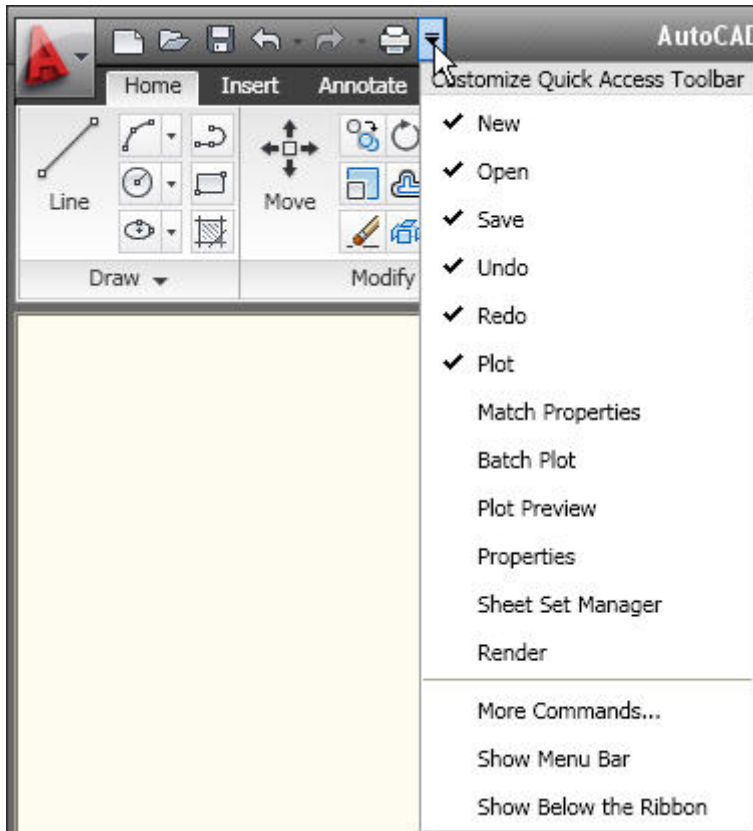 AutoCAD
Home Insert Annotate
Customize Quick Access Toolbar
Line
Move
Draw
Modify
New
Open
Save
Undo
Redo
Plot
Match Properties
Batch Plot
Plot Preview
Properties
Sheet Set Manager
Render
More Commands...
Show Menu Bar
Show Below the Ribbon